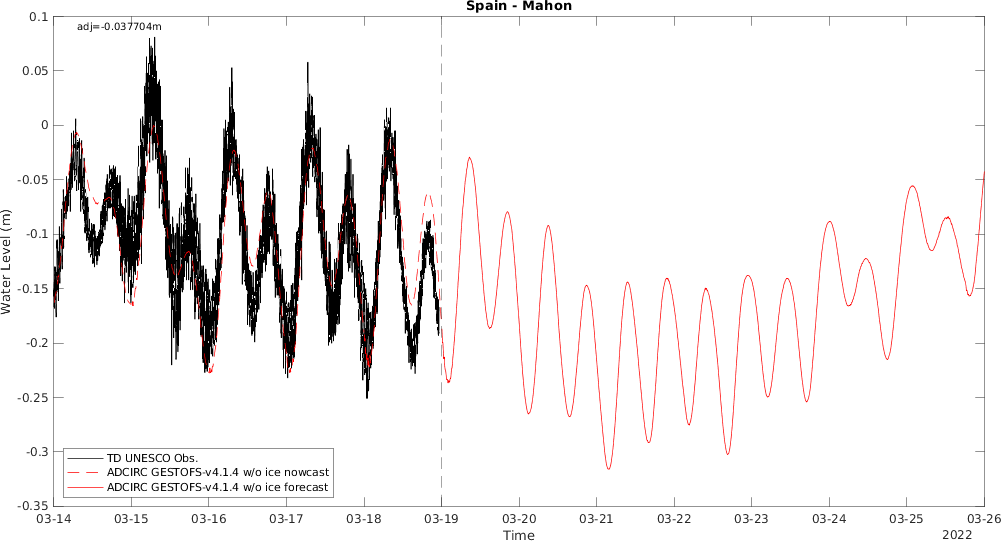 Spain - Mahon
adj=-0.037704m
0.1
0.05
0
-0.05
-0.1
-0.15
-0.2
-0.25
-0.3
-0.35
Water Level (m)
TD UNESCO Obs.
ADCIRC GESTOFS-v4.1.4 w/o ice nowcast
ADCIRC GESTOFS-v4.1.4 w/o ice forecast
03-14 03-15 03-16 03-17 03-18 03-19 03-20 03-21 03-22 03-23 03-24 03-25 03-26
Time
2022